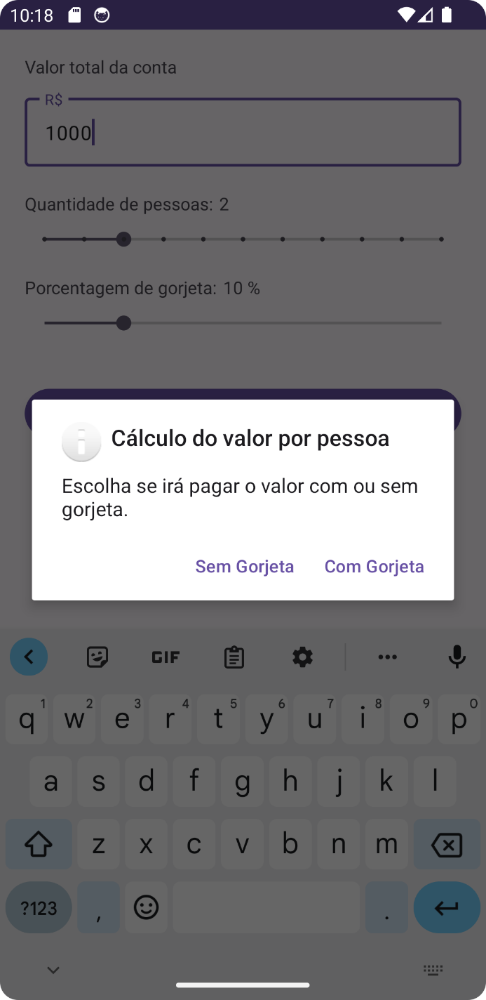 10:18
Valor total da conta
R$
1000
Quantidade de pessoas: 2
Porcentagem de gorjeta: 10 %
Cálculo do valor por pessoa
Escolha se irá pagar o valor com ou sem
gorjeta.
Sem Gorjeta Com Gorjeta
GIF
q1 w2 e3 r4 t5 y6 u7 i8 o9 p0
a s d f g h j k l
z x c v b n m
?123 , .